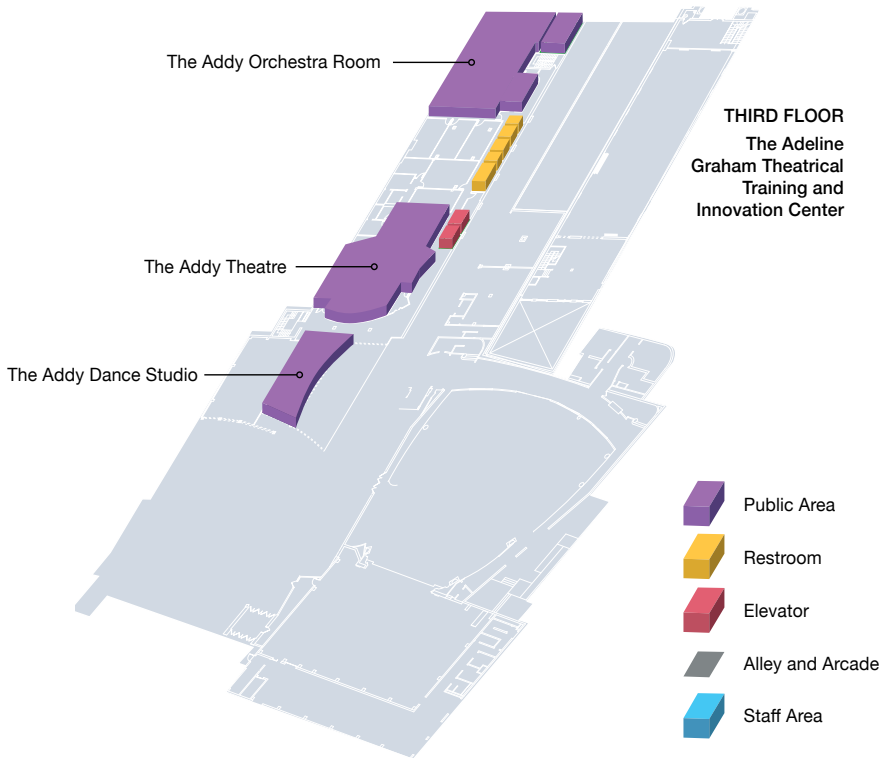 The Addy Orchestra Room
THIRD FLOOR
The Adeline
Graham Theatrical
Training and
Innovation Center
The Addy Theatre
The Addy Dance Studio
Public Area
Restroom
Elevator
Alley and Arcade
Staff Area